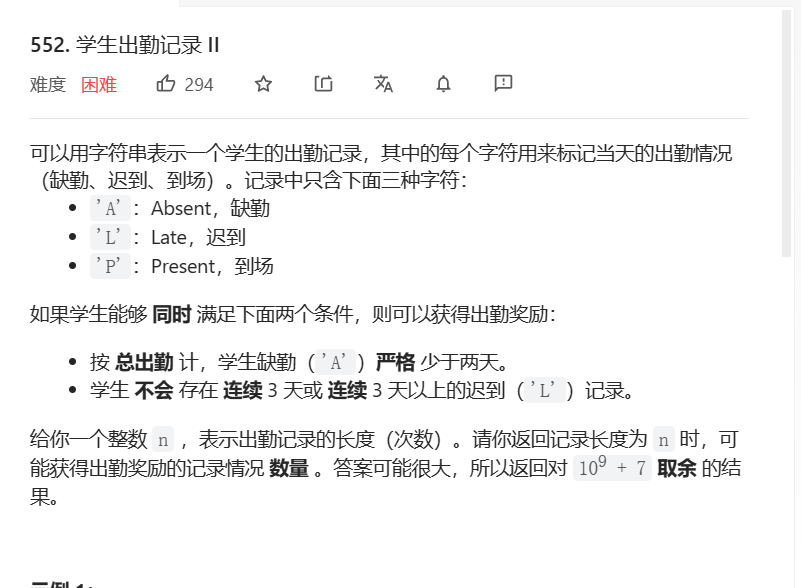 552. 学生出勤记录 II
难度 困难 294
可以用字符串表示一个学生的出勤记录，其中的每个字符用来标记当天的出勤情况
（缺勤、迟到、到场）。记录中只含下面三种字符：
'A'：Absent，缺勤
'L'：Late，迟到
'P'：Present，到场
如果学生能够 同时 满足下面两个条件，则可以获得出勤奖励：
按 总出勤 计，学生缺勤（'A'）严格 少于两天。
学生 不会 存在 连续 3 天或 连续 3 天以上的迟到（'L'）记录。
给你一个整数 n ，表示出勤记录的长度（次数）。请你返回记录长度为 n 时，可
能获得出勤奖励的记录情况 数量 。答案可能很大，所以返回对 10^9 + 7 取余 的结
果。
示例 1: